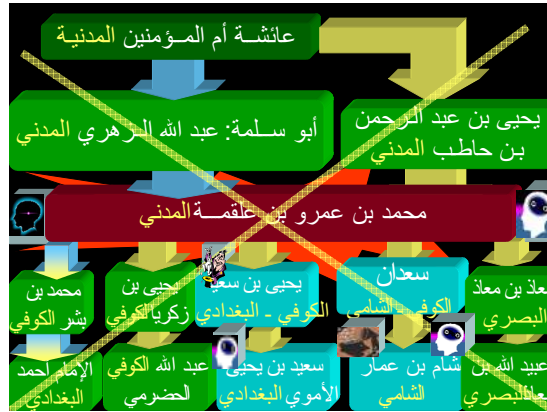 عائشة أم المؤمنين المدنية
أبو سلمة: عبد الله الزهري المدني
يحيى بن عبد الرحمن
بن حاطب المدني
محمد بن عمرو بن علقمة المدني
معاذ بن معاذ
البصري
سعدان
الكوفي - الشامي
يحيى بن سعيد
الكوفي - البغدادي
يحيى بن
زكريا الكوفي
محمد بن
بشر الكوفي
عبيد الله بن
معاذ البصري
هشام بن عمار
الشامي
سعيد بن يحيى
الأموي البغدادي
عبد الله الكوفي
الحضرمي
الإمام أحمد
البغدادي